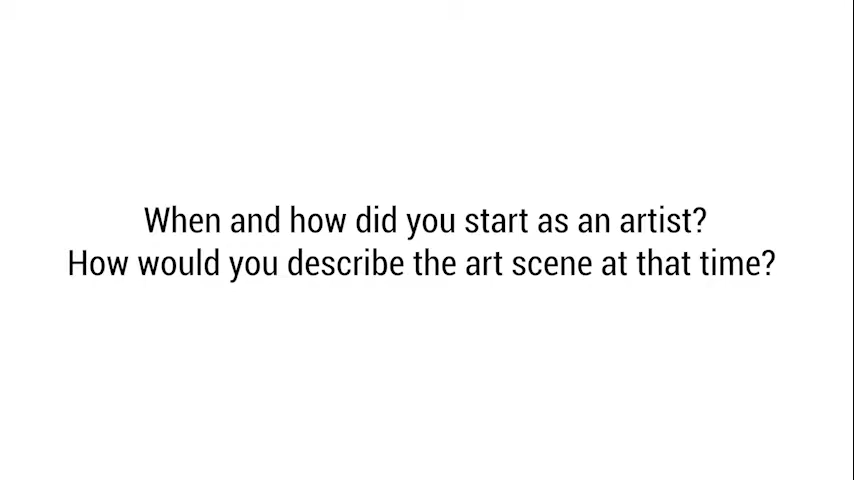 When and how did you start as an artist?
How would you describe the art scene at that time?